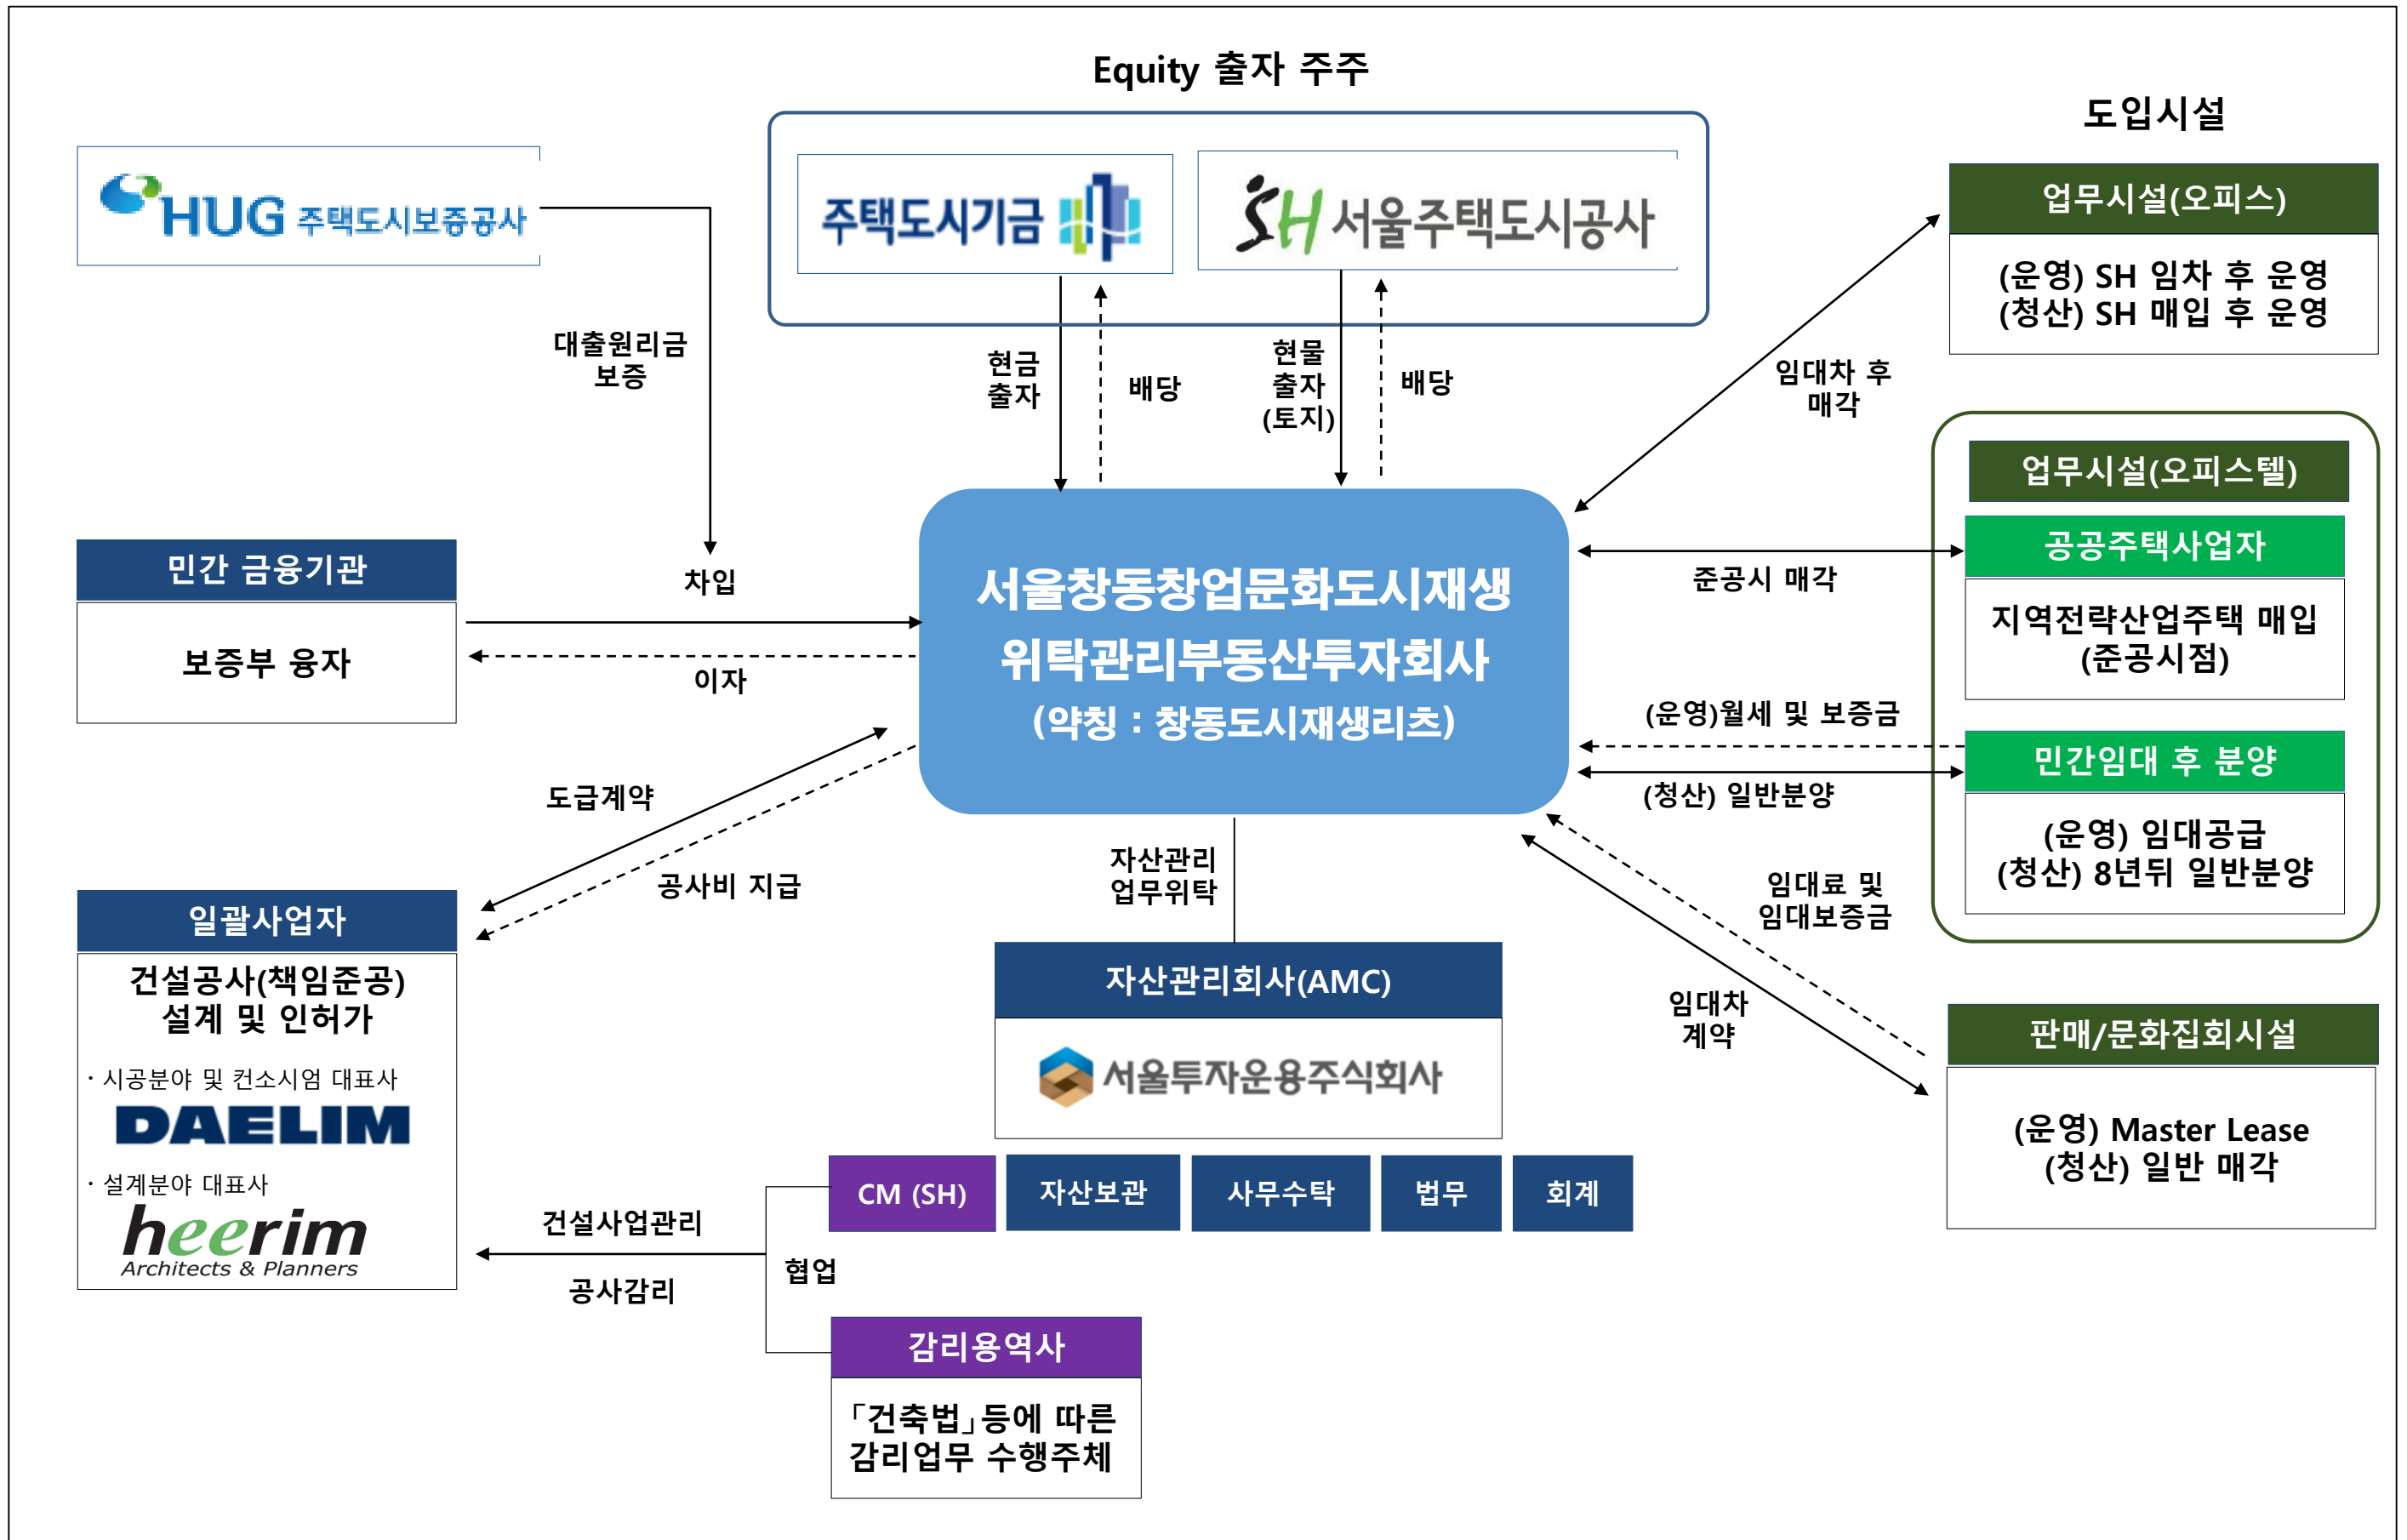 Equity 출자 주주
도입시설
HUG 주택도시보증공사
주택도시기금
SH 서울주택도시공사
업무시설(오피스)
(운영) SH 임차 후 운영
(청산) SH 매입 후 운영
대출원리금
보증
현금
출자
배당
현물
출자
(토지)
배당
임대차 후
매각
업무시설(오피스텔)
공공주택사업자
지역전략산업주택 매입
(준공시점)
준공시 매각
민간 금융기관
보증부 융자
차입
이자
서울창동창업문화도시재생
위탁관리부동산투자회사
(약칭 : 창동도시재생리츠)
(운영)월세 및 보증금
(청산) 일반분양
민간임대 후 분양
(운영) 임대공급
(청산) 8년뒤 일반분양
도급계약
공사비 지급
자산관리
업무위탁
임대료 및
임대보증금
임대차
계약
일괄사업자
건설공사(책임준공)
설계 및 인허가
· 시공분야 및 컨소시엄 대표사
DAELIM
· 설계분야 대표사
heerim
Architects & Planners
자산관리회사(AMC)
서울투자운용주식회사
판매/문화집회시설
(운영) Master Lease
(청산) 일반 매각
CM (SH)
자산보관
사무수탁
법무
회계
건설사업관리
공사감리
협업
감리용역사
「건축법」등에 따른
감리업무 수행주체